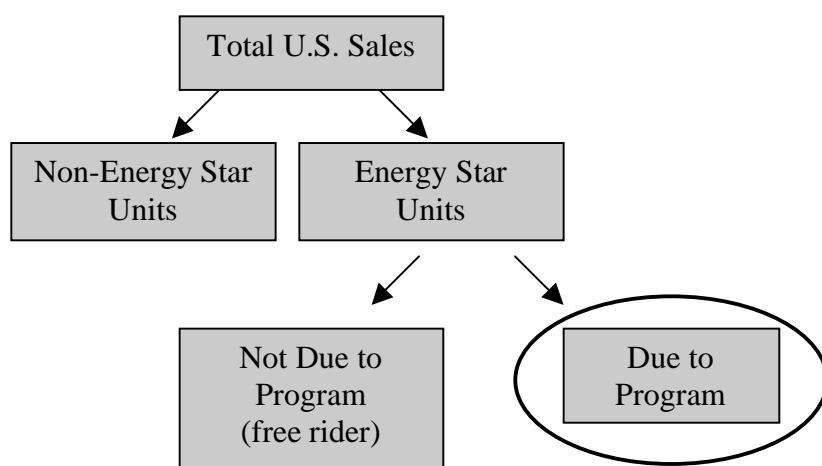 Total U.S. Sales
Non-Energy Star
Units
Energy Star
Units
Not Due to
Program
(free rider)
Due to
Program